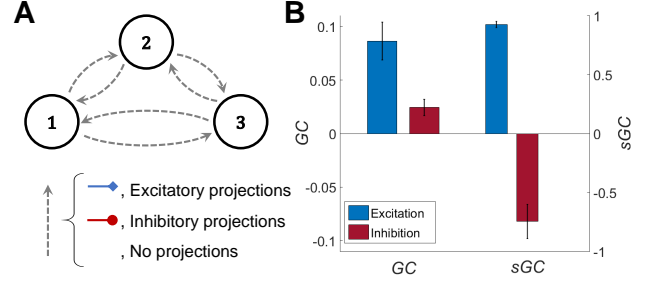 A
2
1
3
, Excitatory projections
, Inhibitory projections
, No projections
B
0.1
0.05
0
-0.05
-0.1
GC
1
0.5
0
-0.5
-1
sGC
Excitation
Inhibition
GC
sGC